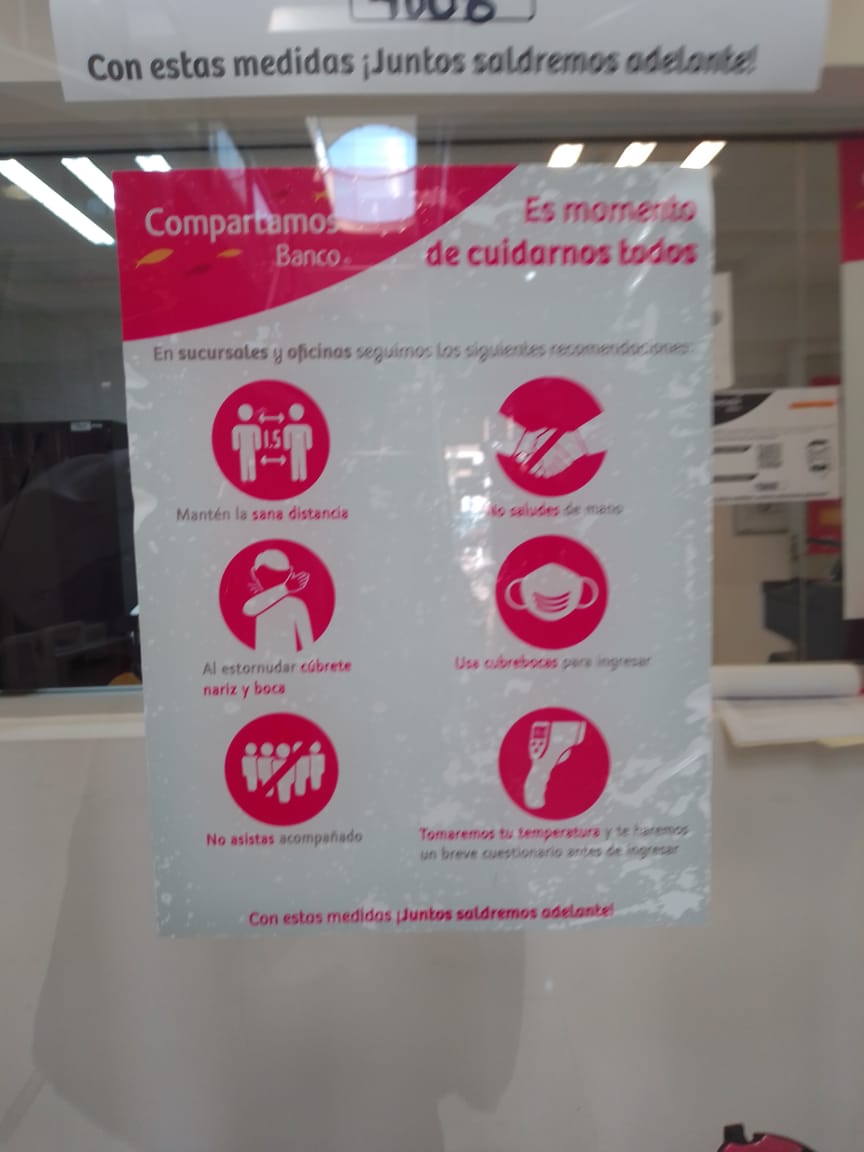 Con estas medidas ¡Juntos saldremos adelante!
Compartamos
Banco
Es momento
de cuidarnos todos
En sucursales y oficinas seguimos las siguientes recomendaciones:
1.5
Mantén la sana distancia
No saludes de mano
Al estornudar cúbrete
nariz y boca
Usa cubrebocas para ingresar
No asistas acompañado
Tomaremos tu temperatura y te haremos
un breve cuestionario antes de ingresar
Con estas medidas ¡Juntos saldremos adelante!